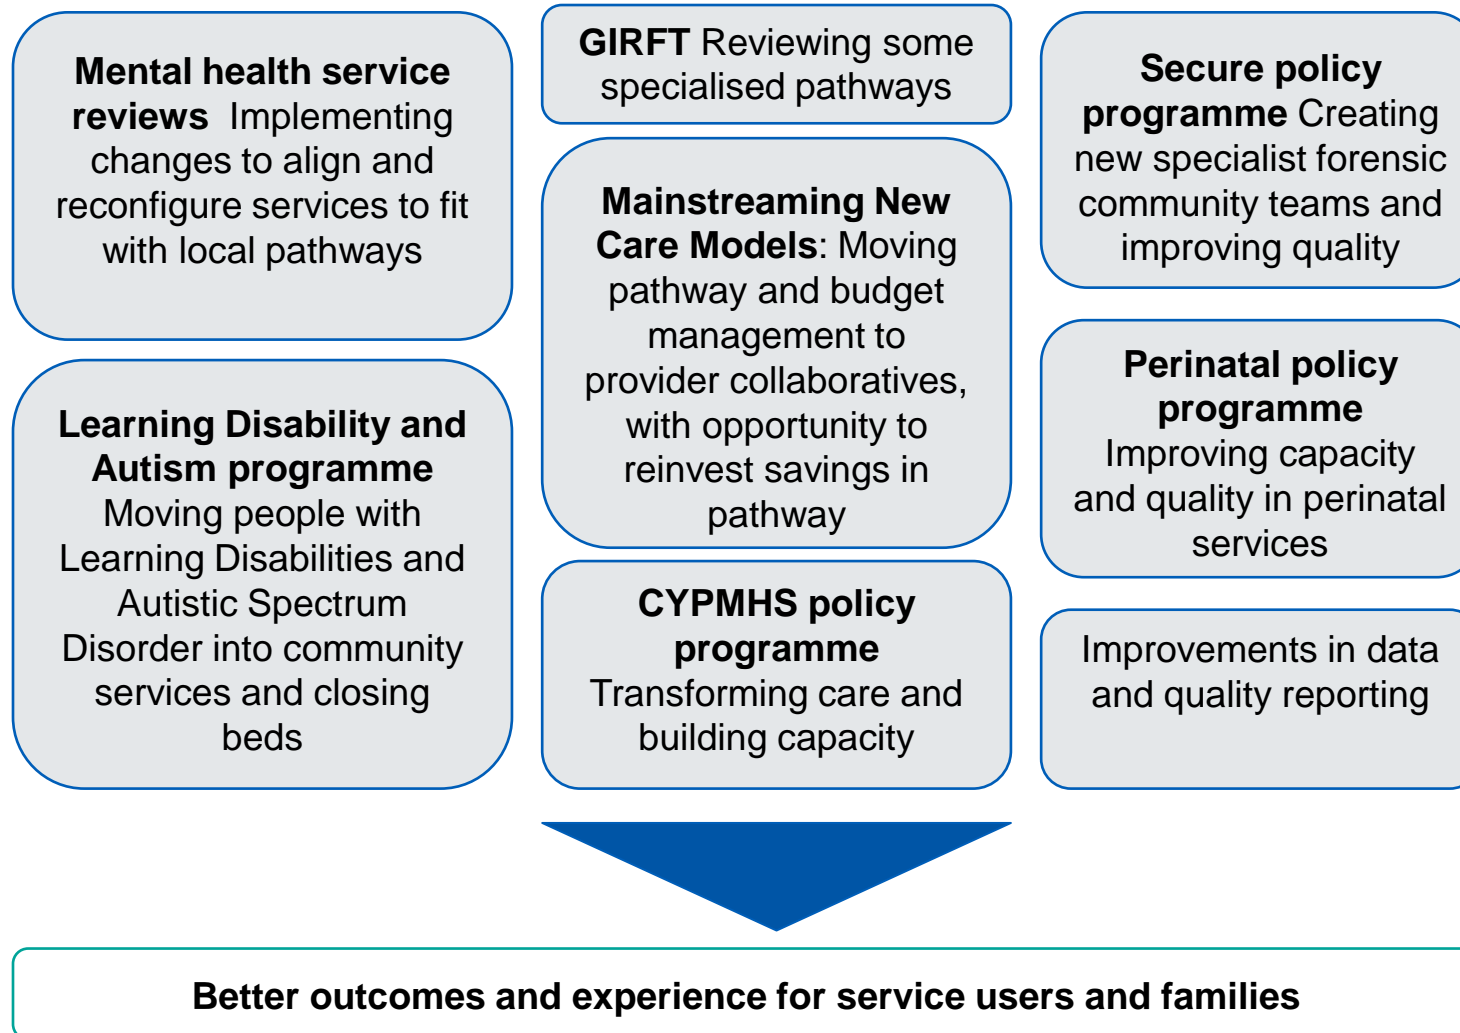 Mental health service
reviews  Implementing
changes to align and
reconfigure services to fit
with local pathways
Learning Disability and
Autism programme
Moving people with
Learning Disabilities and
Autistic Spectrum
Disorder into community
services and closing
beds
GIRFT Reviewing some
specialised pathways
Mainstreaming New
Care Models: Moving
pathway and budget
management to
provider collaboratives,
with opportunity to
reinvest savings in
pathway
CYPMHS policy
programme
Transforming care and
building capacity
Secure policy
programme Creating
new specialist forensic
community teams and
improving quality
Perinatal policy
programme
Improving capacity
and quality in perinatal
services
Improvements in data
and quality reporting
Better outcomes and experience for service users and families